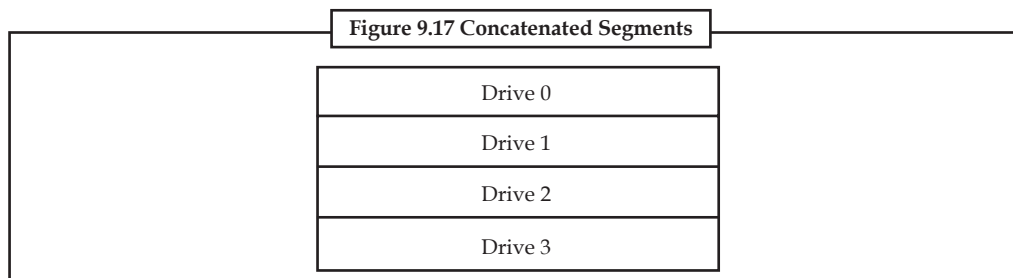 Figure 9.17 Concatenated Segments
Drive 0
Drive 1
Drive 2
Drive 3